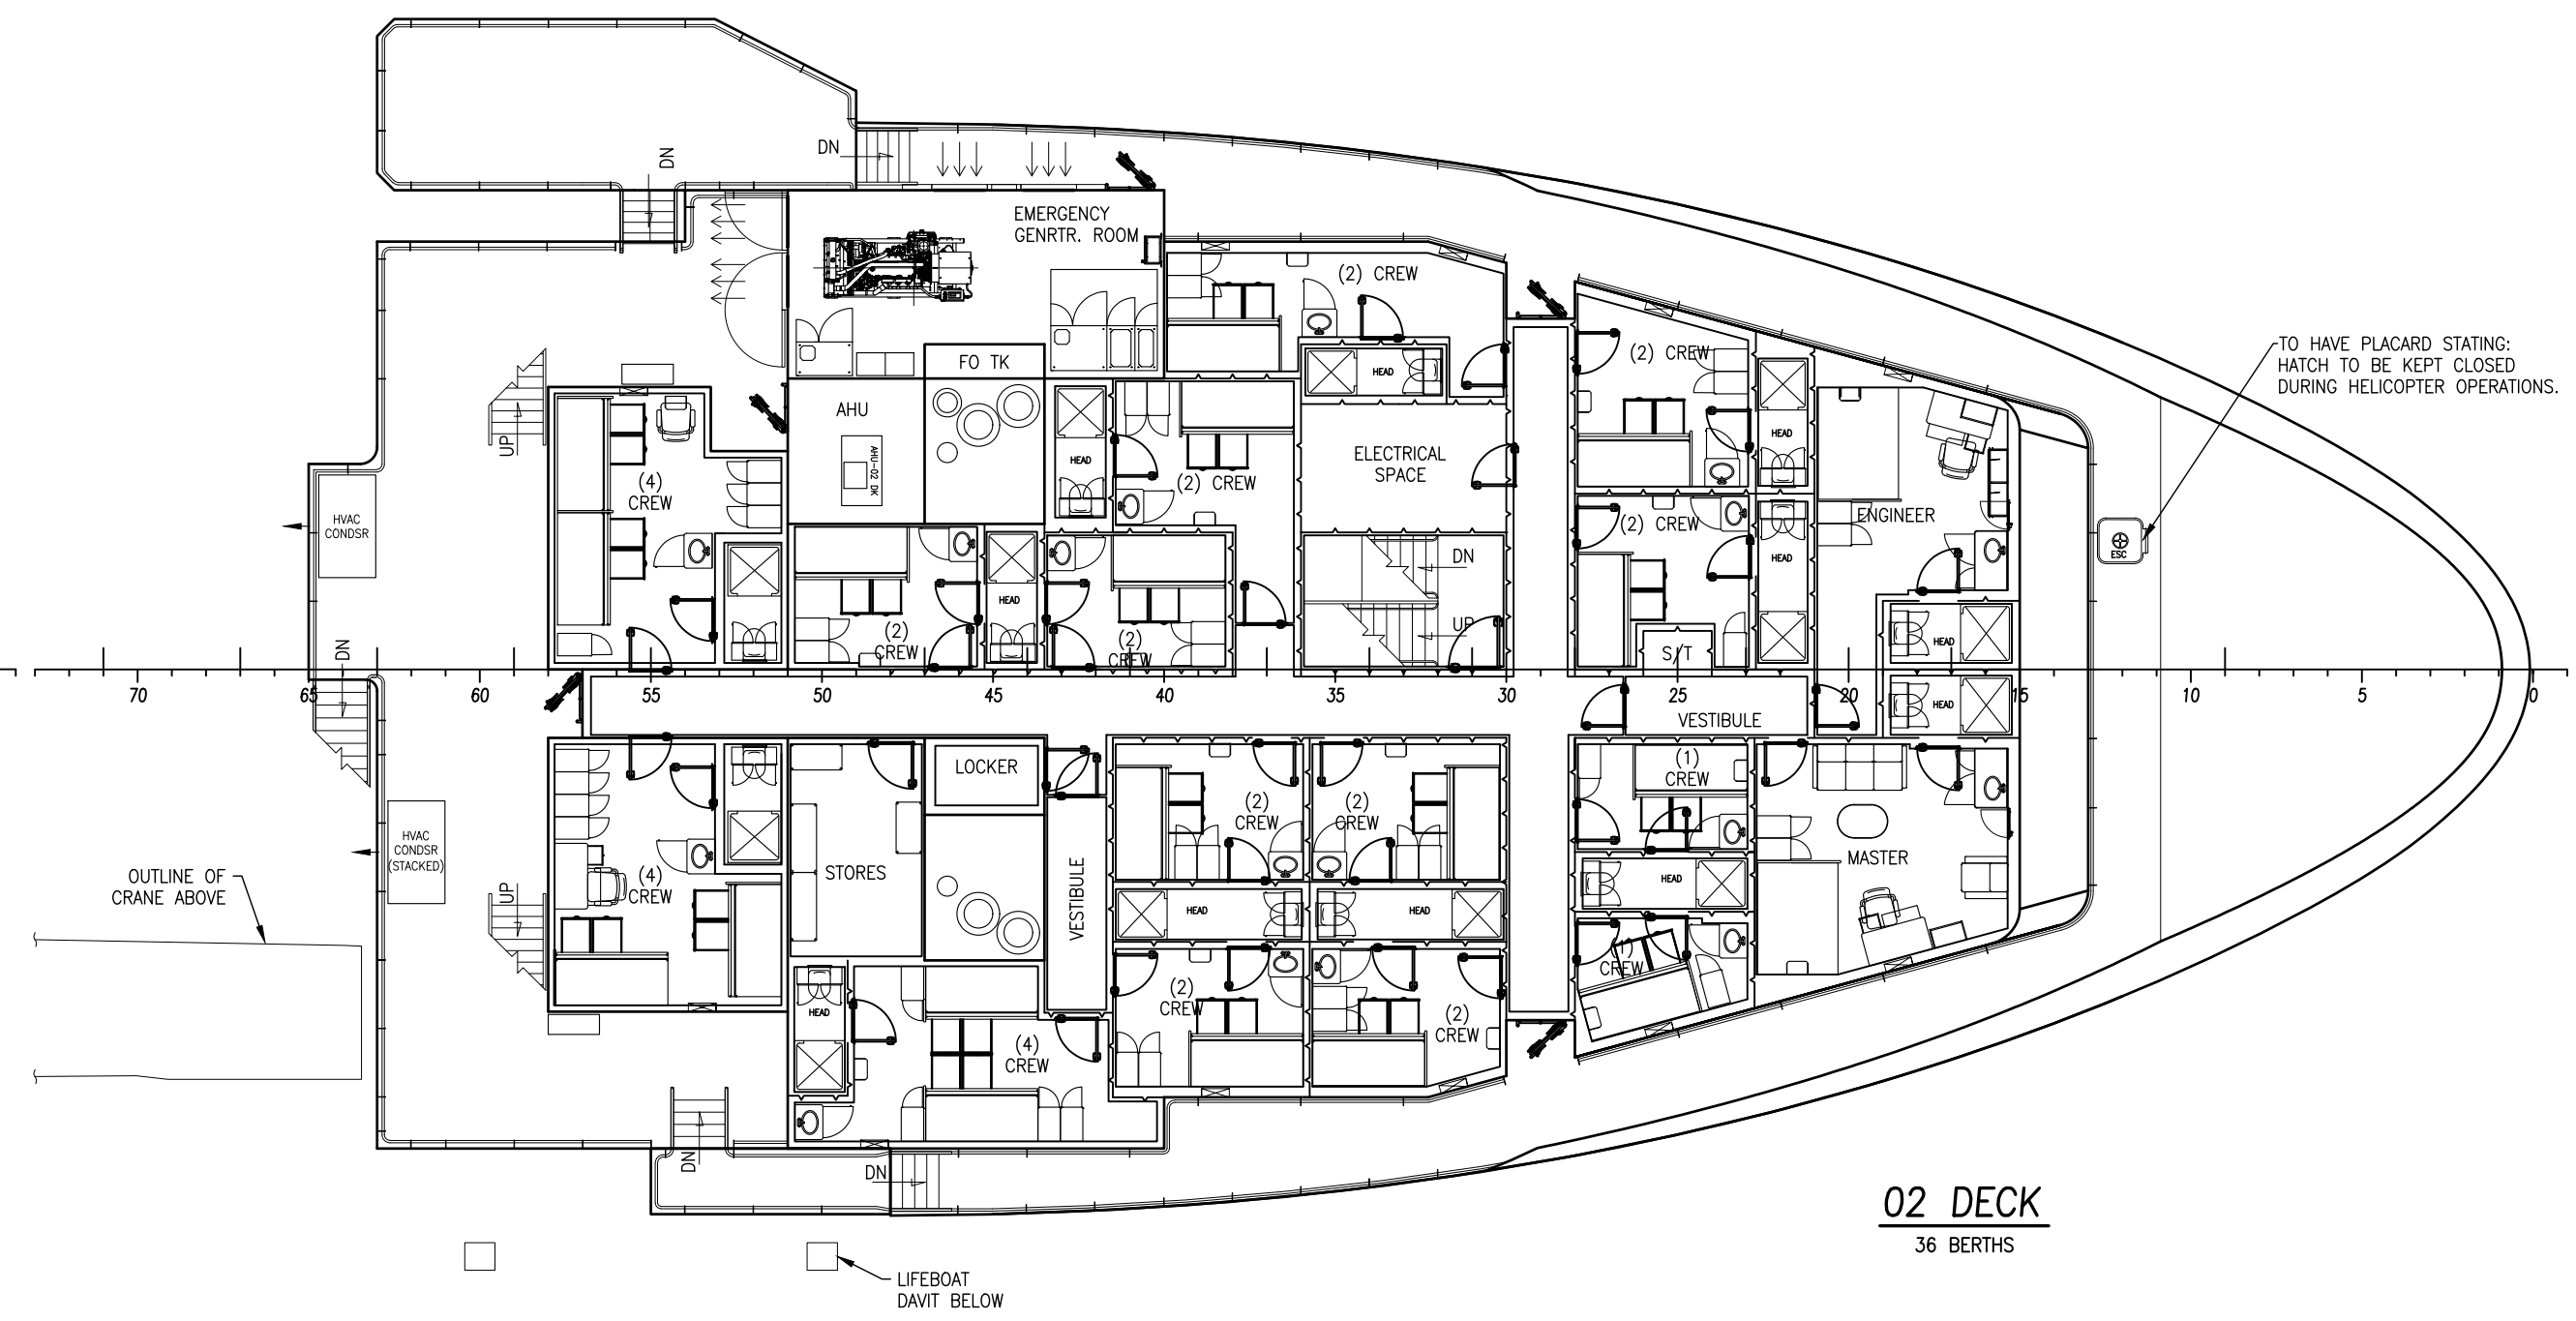 DN
DN
EMERGENCY
GENRTR. ROOM
(2) CREW
FO TK
HEAD
(2) CREW
TO HAVE PLACARD STATING:
HATCH TO BE KEPT CLOSED
DURING HELICOPTER OPERATIONS.
AHU
AHU-02 DK
UP
HEAD
(2) CREW
ELECTRICAL
SPACE
HEAD
(4)
CREW
HVAC
CONDSR
(2) CREW
ENGINEER
HEAD
ESC
DN
UP
HEAD
(2)
CREW
(2)
CREW
HEAD
S/T
DN
70
65
60
55
50
45
40
35
30
25
20
15
10
5
0
HEAD
VESTIBULE
LOCKER
(1)
CREW
(2)
CREW
(2)
CREW
HVAC
CONDSR
(STACKED)
MASTER
STORES
VESTIBULE
HEAD
(4)
CREW
UP
OUTLINE OF
CRANE ABOVE
HEAD
HEAD
(1)
CREW
(2)
CREW
(2)
CREW
HEAD
(4)
CREW
DN
DN
02 DECK
36 BERTHS
LIFEBOAT
DAVIT BELOW